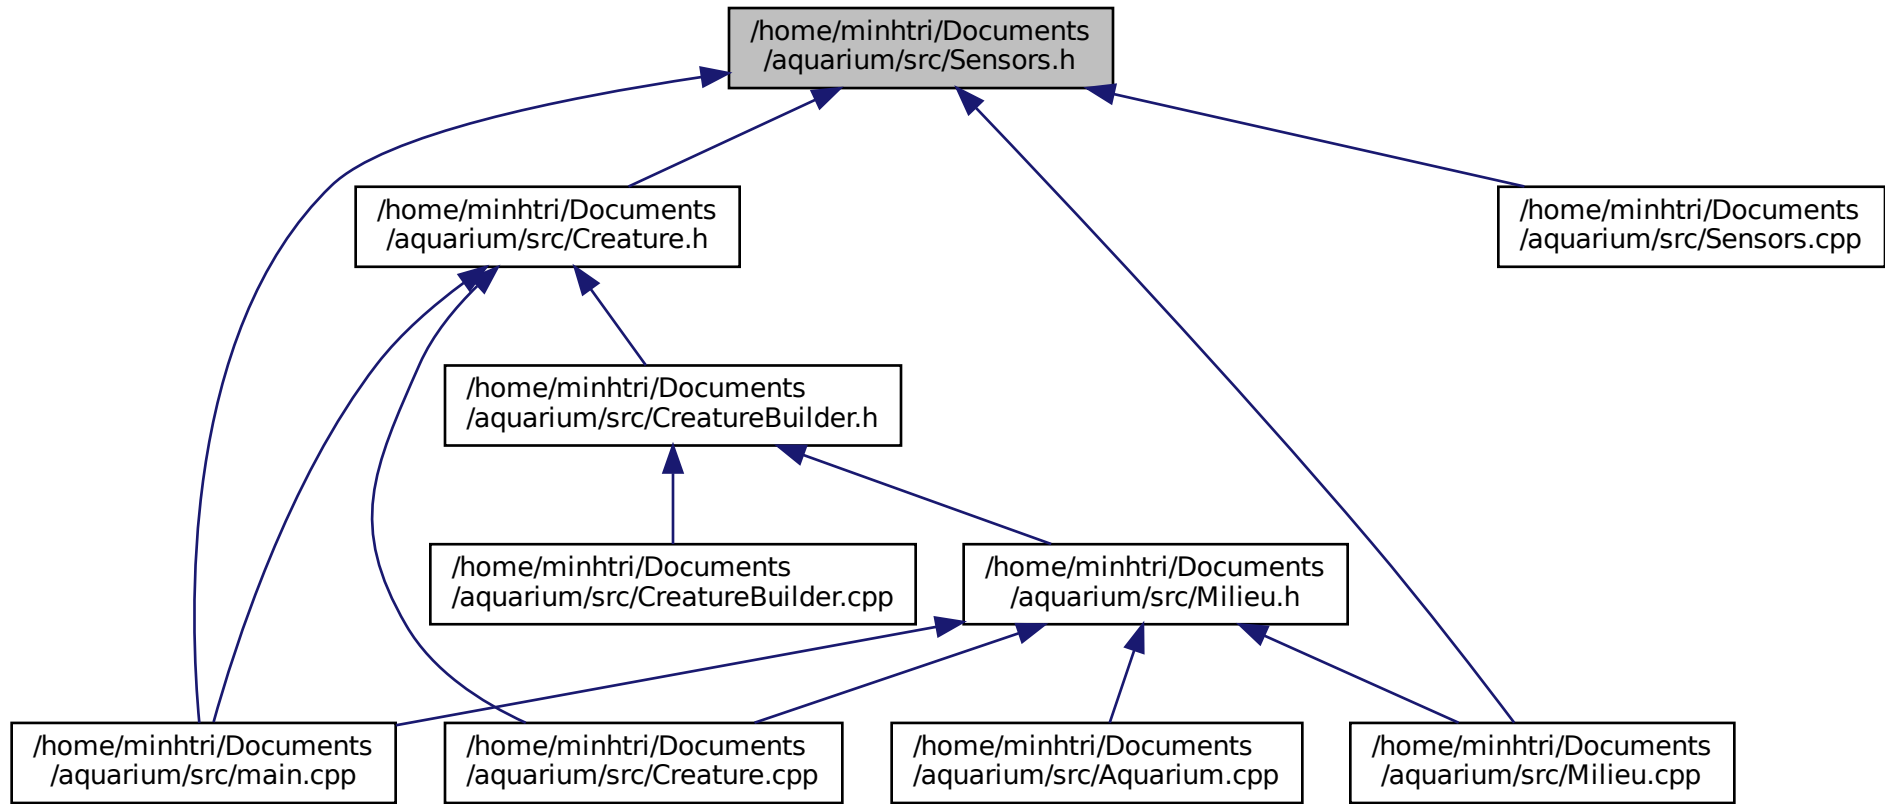 /home/minhtri/Documents
/aquarium/src/Sensors.h
/home/minhtri/Documents
/aquarium/src/Creature.h
/home/minhtri/Documents
/aquarium/src/Sensors.cpp
/home/minhtri/Documents
/aquarium/src/CreatureBuilder.h
/home/minhtri/Documents
/aquarium/src/CreatureBuilder.cpp
/home/minhtri/Documents
/aquarium/src/Milieu.h
/home/minhtri/Documents
/aquarium/src/main.cpp
/home/minhtri/Documents
/aquarium/src/Creature.cpp
/home/minhtri/Documents
/aquarium/src/Aquarium.cpp
/home/minhtri/Documents
/aquarium/src/Milieu.cpp